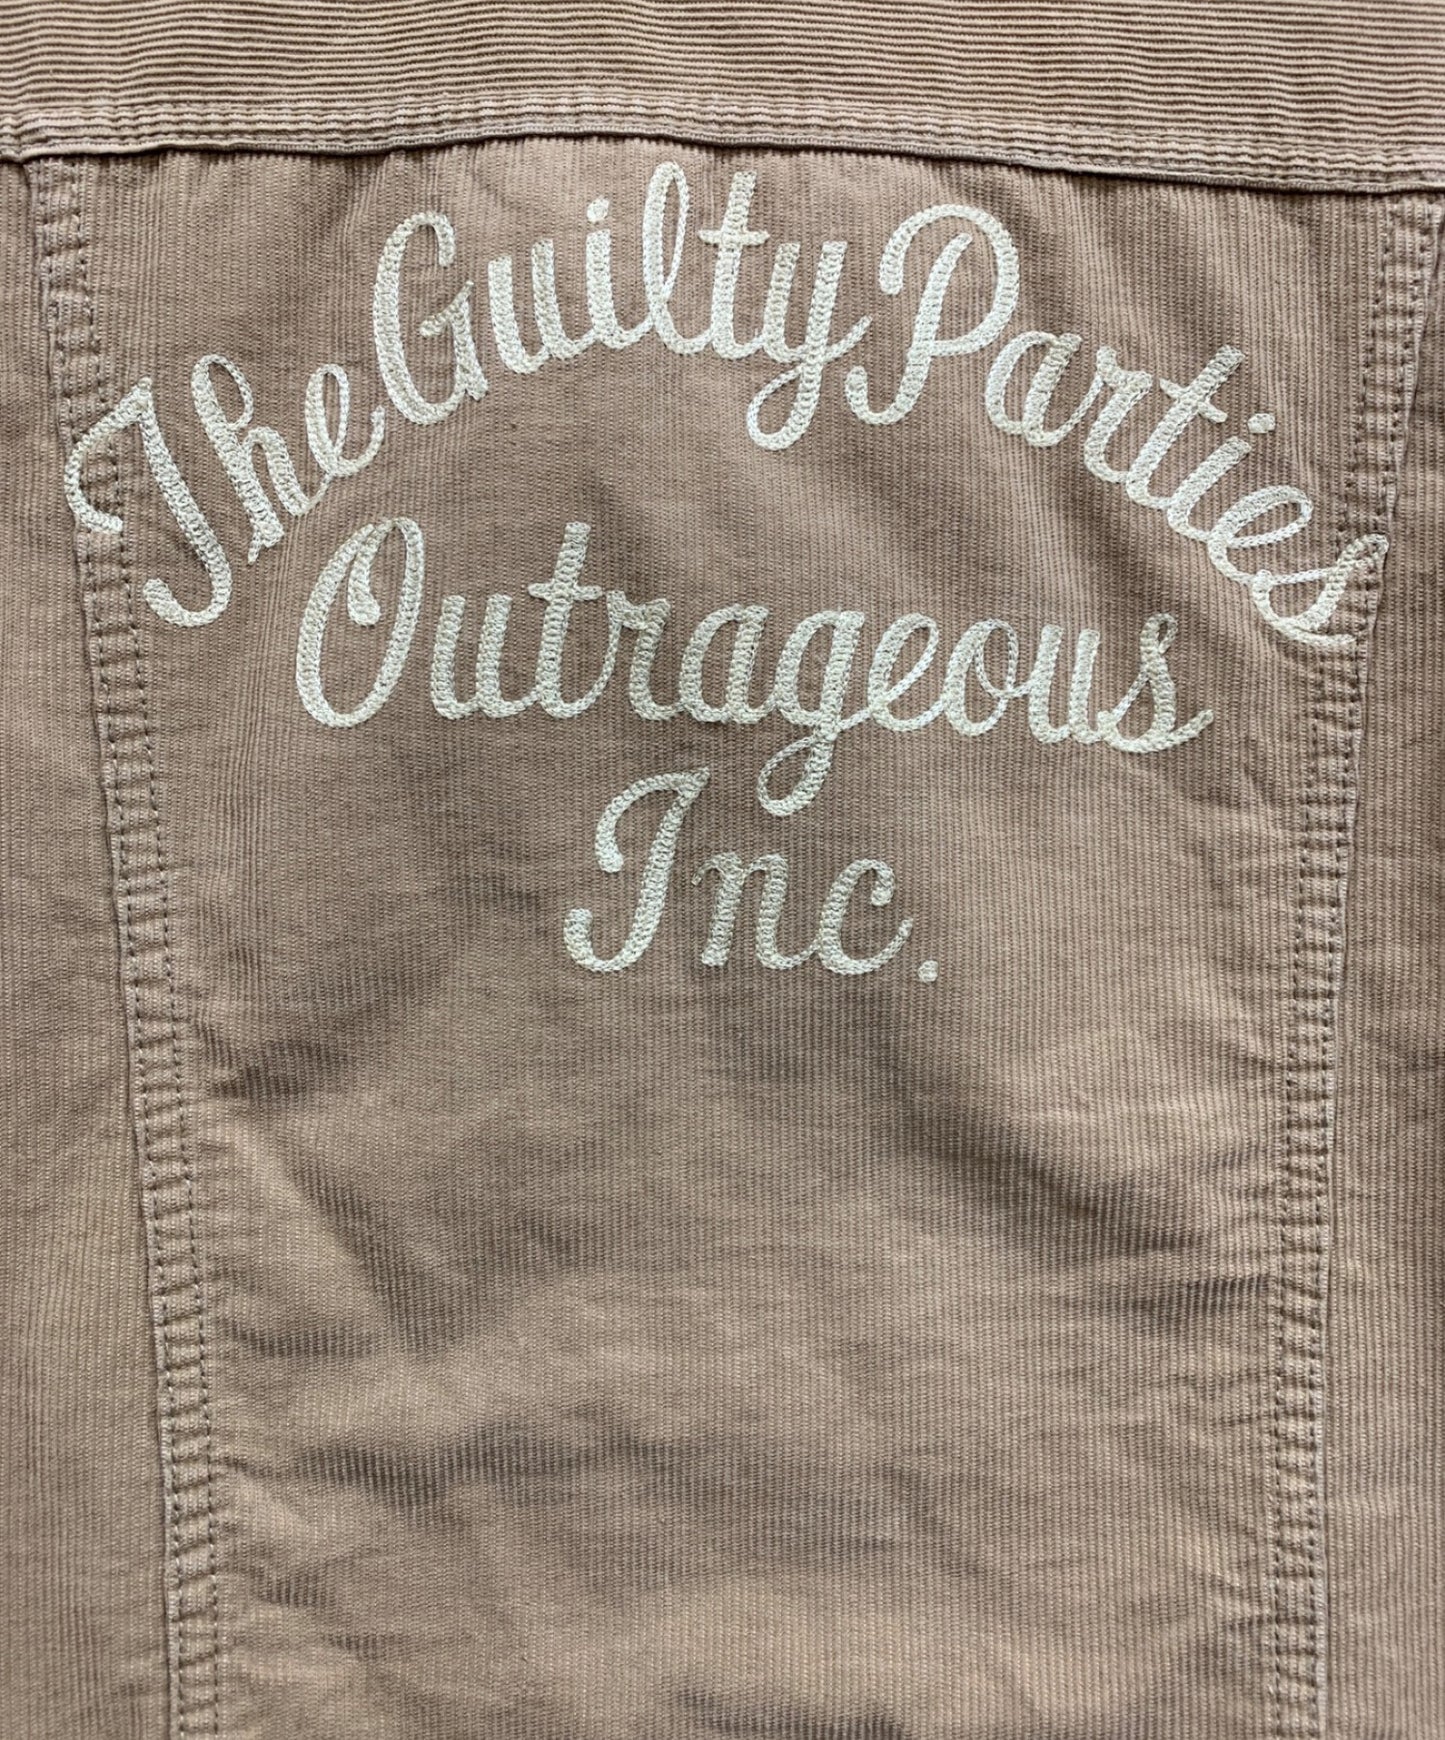 The Guilty Parties
Outrageous
Inc.